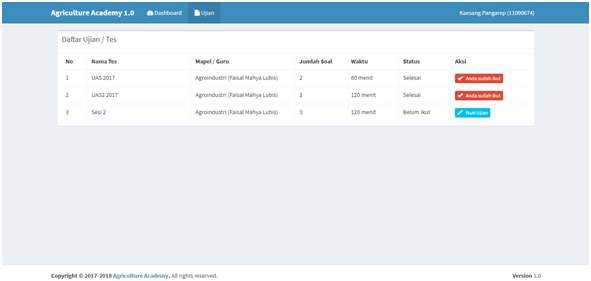 Agriculture Academy 1.0 Dashboard Ujian Kaesang Pangarep (11090674)
Daftar Ujian / Tes
No Nama Tes Mapel / Guru Jumlah Soal Waktu Status Aksi
1 UAS 2017 Agroindustri (Faisal Mahya Lubis) 2 60 menit Selesai Anda sudah ikut
2 UAS2 2017 Agroindustri (Faisal Mahya Lubis) 2 120 menit Selesai Anda sudah ikut
3 Sesi 2 Agroindustri (Faisal Mahya Lubis) 3 120 menit Belum Ikut Ikuti Ujian
Copyright © 2017-2018 Agriculture Academy. All rights reserved. Version 1.0